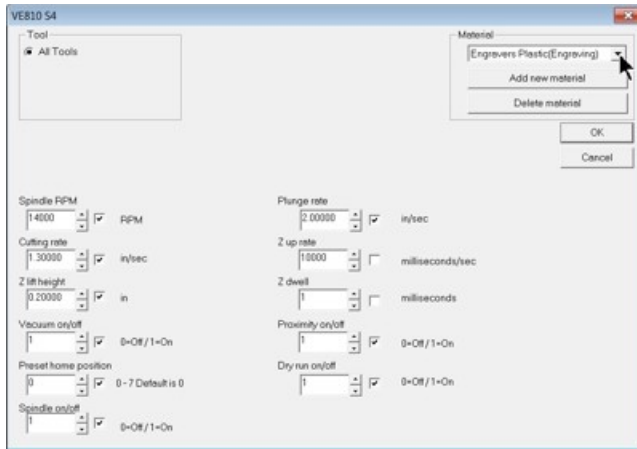 VE810 S4
Tool
All Tools
Material
Engravers Plastic(Engraving)
Add new material
Delete material
OK
Cancel
Spindle RPM
14000
RPM
Plunge rate
2.00000
in/sec
Cutting rate
1.30000
in/sec
Z up rate
10000
milliseconds/sec
Z lift height
0.20000
in
Z dwell
1
milliseconds
Vacuum on/off
1
0=Off/1=On
Proximity on/off
1
0=Off/1=On
Preset home position
0
0 - 7 Default is 0
Dry run on/off
1
0=Off/1=On
Spindle on/off
1
0=Off/1=On